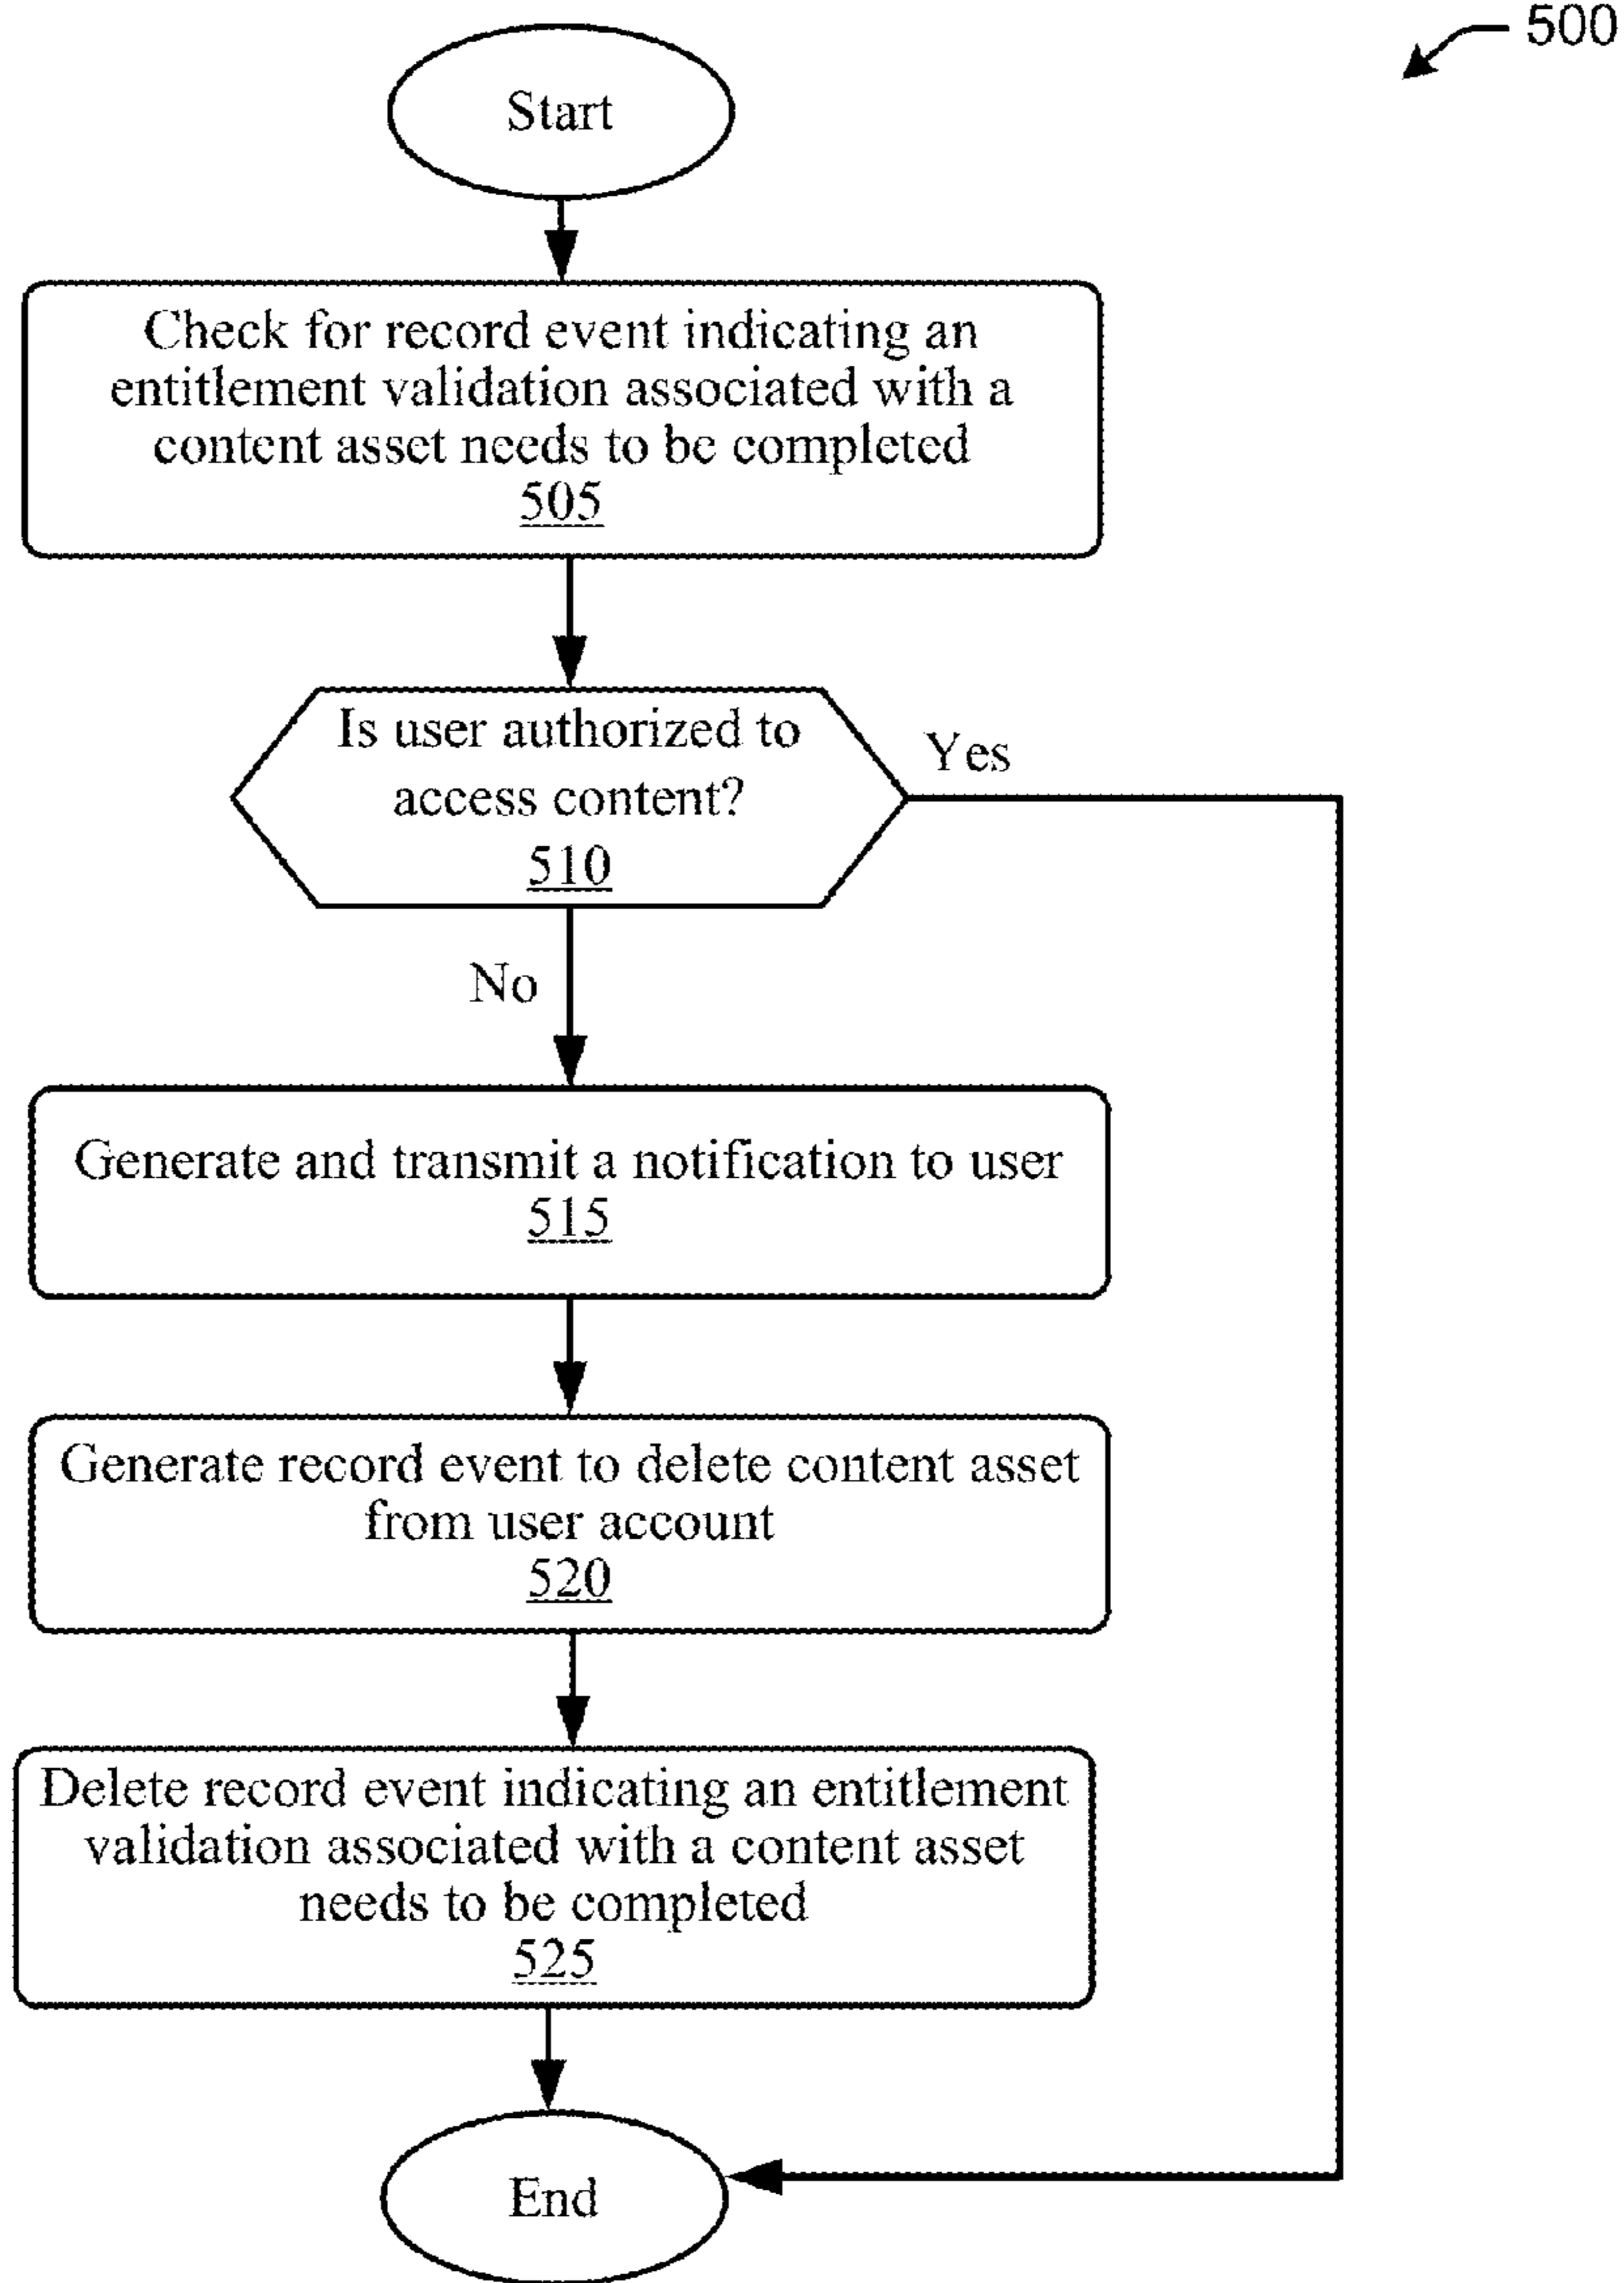 500
Start
Check for record event indicating an
entitlement validation associated with a
content asset needs to be completed
505
Is user authorized to
access content?
510
Yes
No
Generate and transmit a notification to user
515
Generate record event to delete content asset
from user account
520
Delete record event indicating an entitlement
validation associated with a content asset
needs to be completed
525
End